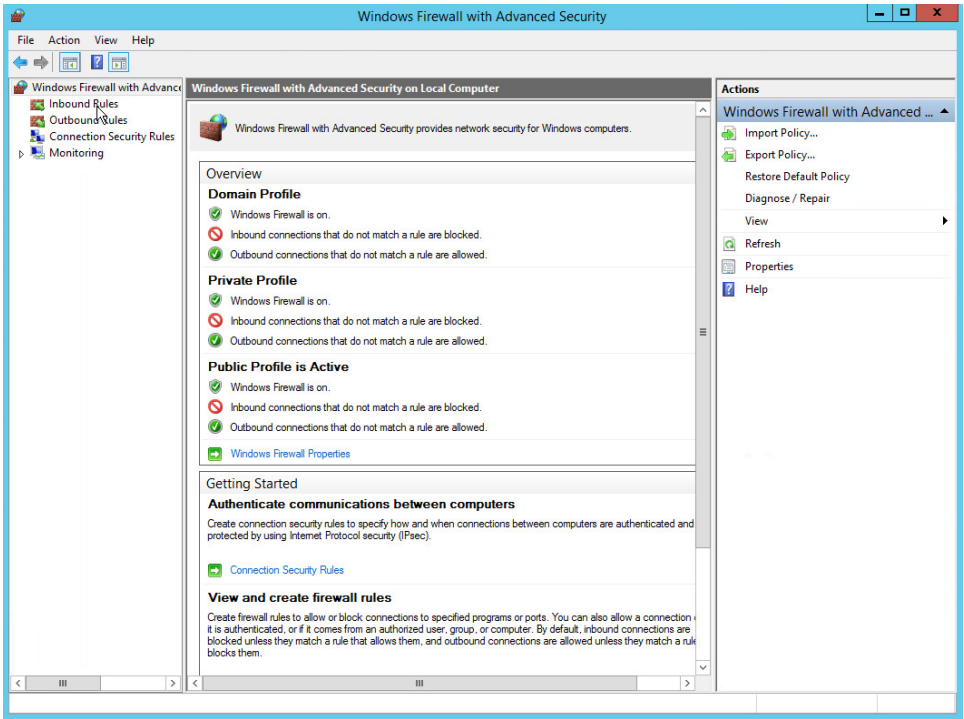 Windows Firewall with Advanced Security
File Action View Help
Windows Firewall with Advance
Inbound Rules
Outbound Rules
Connection Security Rules
Monitoring
Windows Firewall with Advanced Security on Local Computer
Windows Firewall with Advanced Security provides network security for Windows computers.
Overview
Domain Profile
Windows Firewall is on.
Inbound connections that do not match a rule are blocked.
Outbound connections that do not match a rule are allowed.
Private Profile
Windows Firewall is on.
Inbound connections that do not match a rule are blocked.
Outbound connections that do not match a rule are allowed.
Public Profile is Active
Windows Firewall is on.
Inbound connections that do not match a rule are blocked.
Outbound connections that do not match a rule are allowed.
Windows Firewall Properties
Getting Started
Authenticate communications between computers
Create connection security rules to specify how and when connections between computers are authenticated and
protected by using Internet Protocol security (IPsec).
Connection Security Rules
View and create firewall rules
Create firewall rules to allow or block connections to specified programs or ports. You can also allow a connection
it is authenticated, or if it comes from an authorized user, group, or computer. By default, inbound connections are
blocked unless they match a rule that allows them, and outbound connections are allowed unless they match a rule
blocks them.
Actions
Windows Firewall with Advanced ...
Import Policy...
Export Policy...
Restore Default Policy
Diagnose / Repair
View
Refresh
Properties
Help